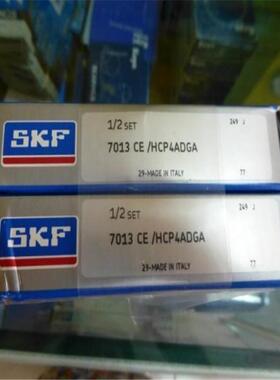 1/2 SET
249 J
SKF
7013 CE /HCP4ADGA
29-MADE IN ITALY
77
1/2 SET
249 J
SKF
7013 CE /HCP4ADGA
29-MADE IN ITALY
77